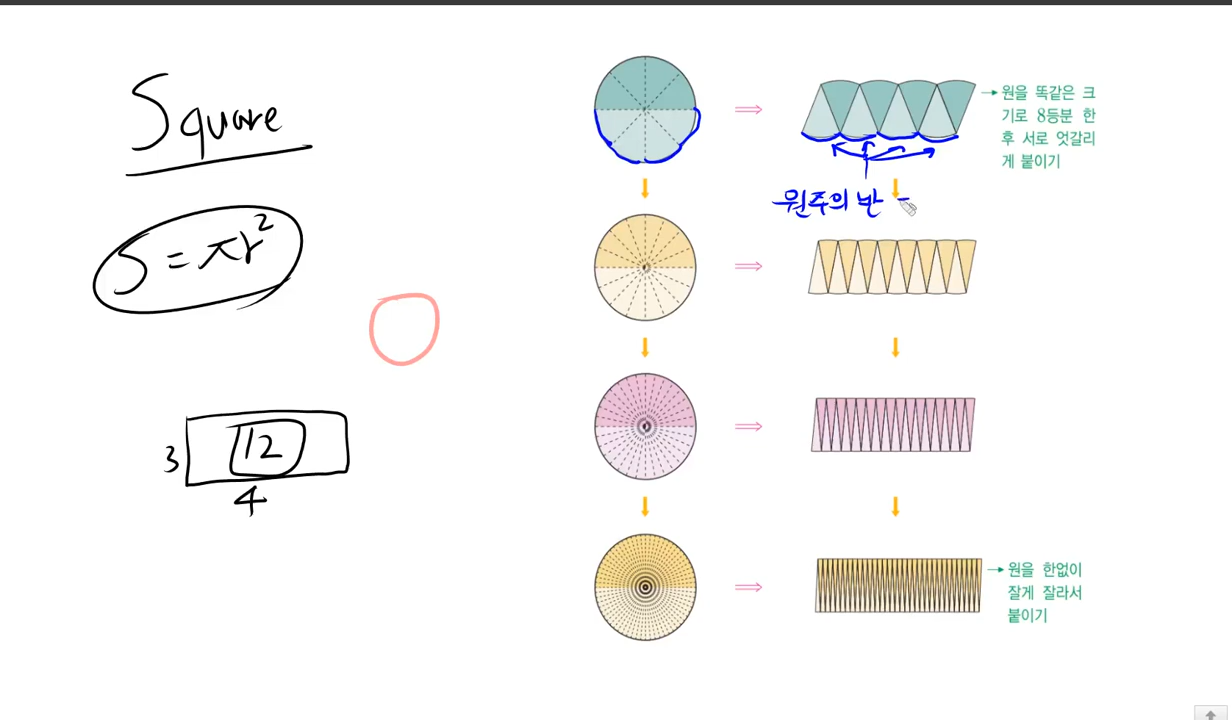 Square
S = πr²
3
12
4
원을 똑같은 크
기로 8등분 한
후 서로 엇갈리
게 붙이기
원주의 반
원을 한없이
잘게 잘라서
붙이기